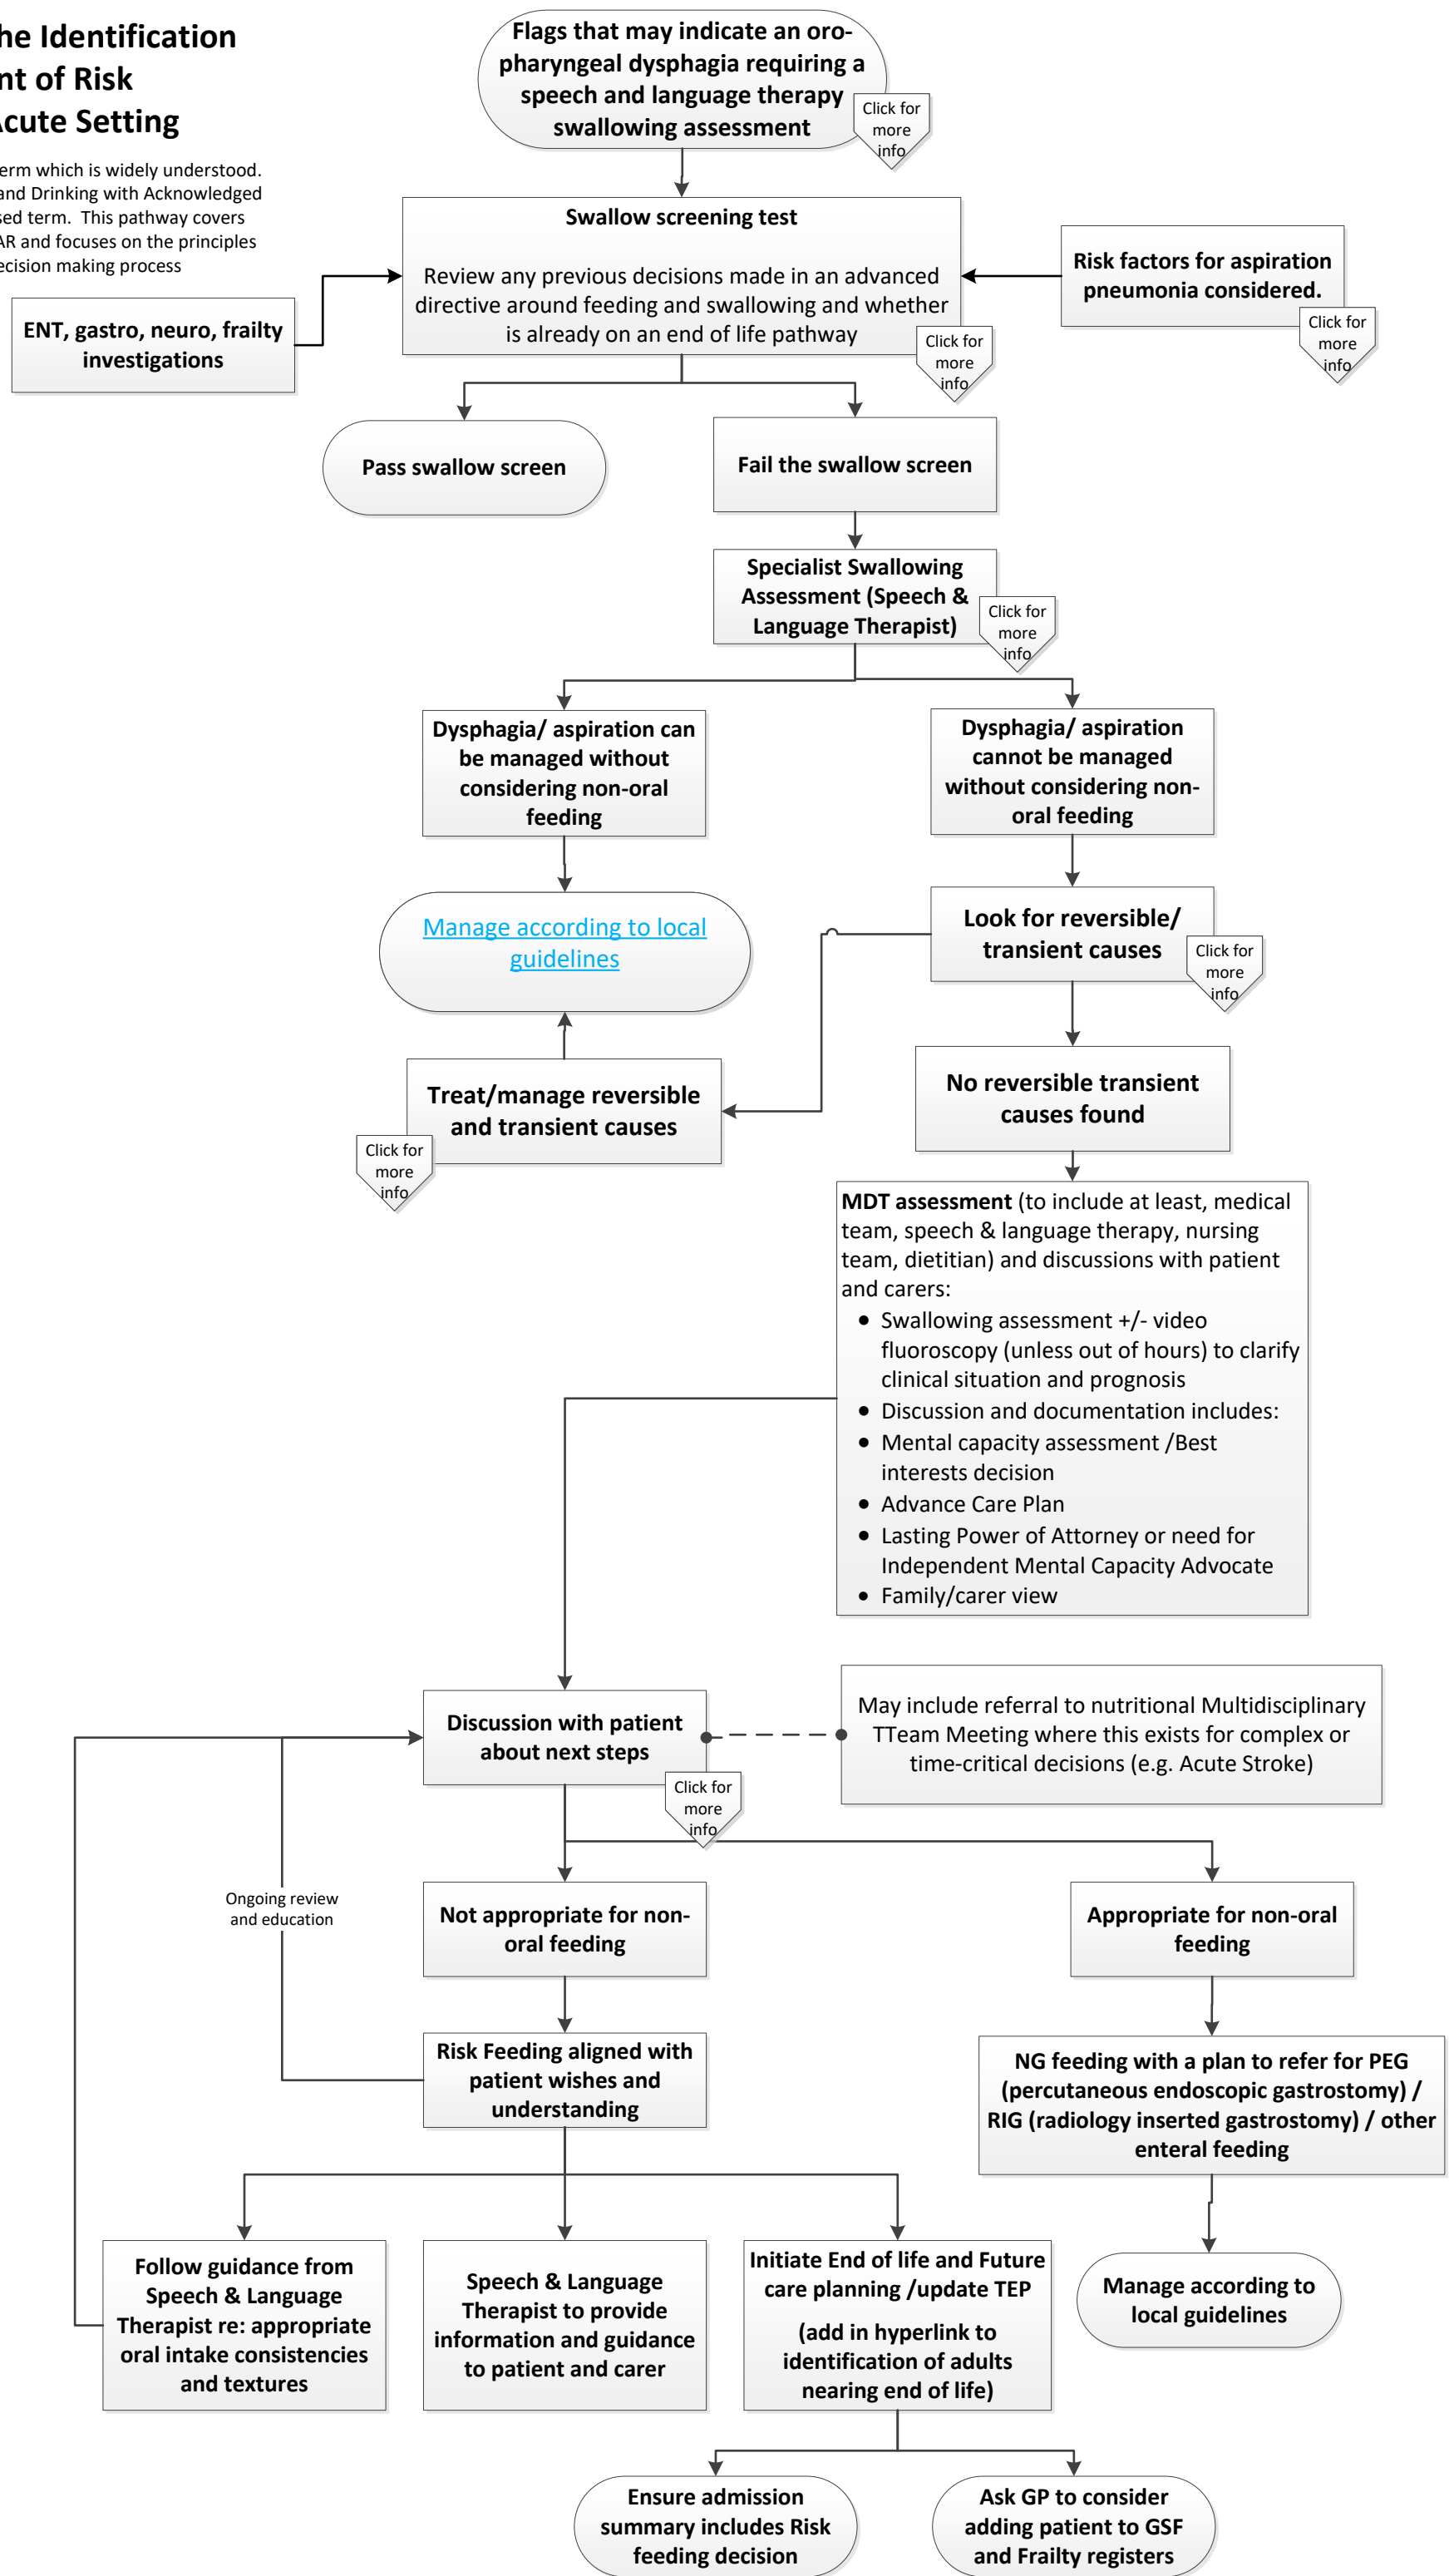 he Identification
nt of Risk
Acute Setting
erm which is widely understood.
and Drinking with Acknowledged
sed term.  This pathway covers
AR and focuses on the principles
ecision making process
Flags that may indicate an oro-
pharyngeal dysphagia requiring a
speech and language therapy
swallowing assessment
Click for
more
info
Swallow screening test
Review any previous decisions made in an advanced
directive around feeding and swallowing and whether
is already on an end of life pathway
Click for
more
info
Risk factors for aspiration
pneumonia considered.
Click for
more
info
ENT, gastro, neuro, frailty
investigations
Pass swallow screen
Fail the swallow screen
Specialist Swallowing
Assessment (Speech &
Language Therapist)
Click for
more
info
Dysphagia/ aspiration can
be managed without
considering non-oral
feeding
Dysphagia/ aspiration
cannot be managed
without considering non-
oral feeding
Manage according to local
guidelines
Look for reversible/
transient causes
Click for
more
info
Treat/manage reversible
and transient causes
Click for
more
info
No reversible transient
causes found
MDT assessment (to include at least, medical
team, speech & language therapy, nursing
team, dietitian) and discussions with patient
and carers:
• Swallowing assessment +/- video
fluoroscopy (unless out of hours) to clarify
clinical situation and prognosis
• Discussion and documentation includes:
• Mental capacity assessment /Best
interests decision
• Advance Care Plan
• Lasting Power of Attorney or need for
Independent Mental Capacity Advocate
• Family/carer view
Discussion with patient
about next steps
Click for
more
info
May include referral to nutritional Multidisciplinary
TTeam Meeting where this exists for complex or
time-critical decisions (e.g. Acute Stroke)
Ongoing review
and education
Not appropriate for non-
oral feeding
Appropriate for non-oral
feeding
Risk Feeding aligned with
patient wishes and
understanding
NG feeding with a plan to refer for PEG
(percutaneous endoscopic gastrostomy) /
RIG (radiology inserted gastrostomy) / other
enteral feeding
Follow guidance from
Speech & Language
Therapist re: appropriate
oral intake consistencies
and textures
Speech & Language
Therapist to provide
information and guidance
to patient and carer
Initiate End of life and Future
care planning /update TEP
(add in hyperlink to
identification of adults
nearing end of life)
Manage according to
local guidelines
Ensure admission
summary includes Risk
feeding decision
Ask GP to consider
adding patient to GSF
and Frailty registers